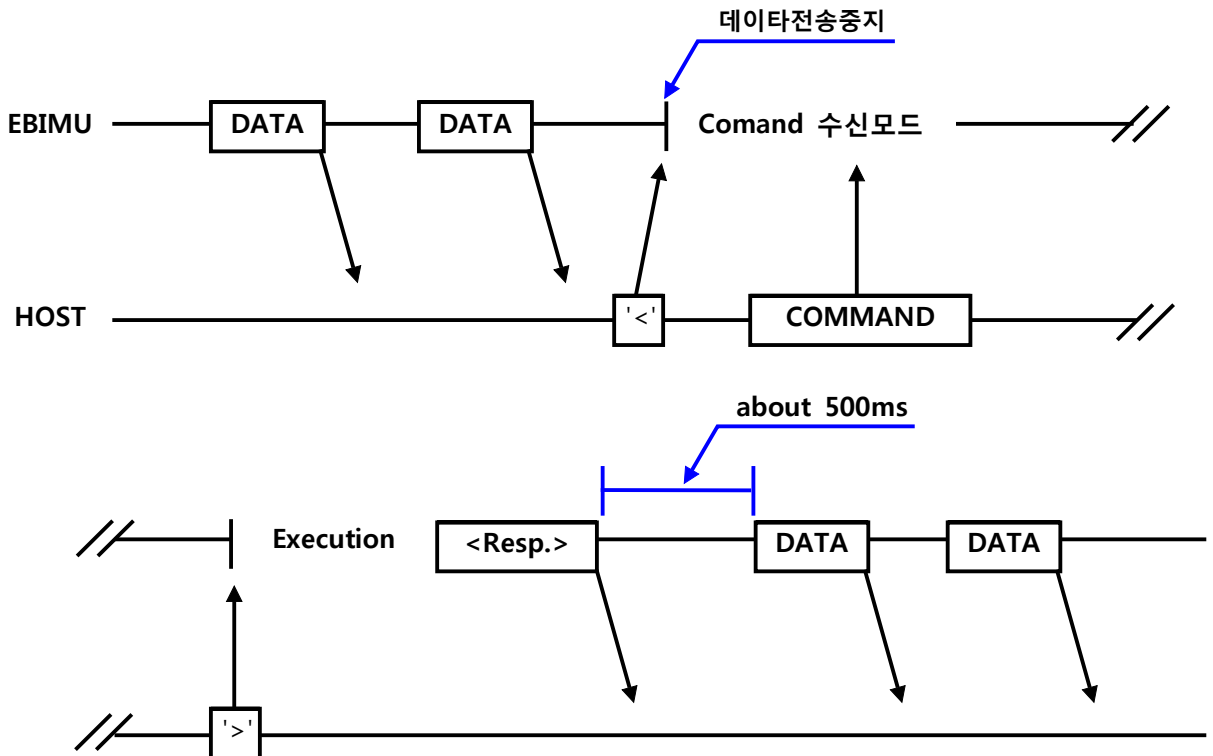 데이타전송중지
EBIMU DATA DATA Comand 수신모드
HOST '<' COMMAND
about 500ms
Execution <Resp.> DATA DATA
'>'